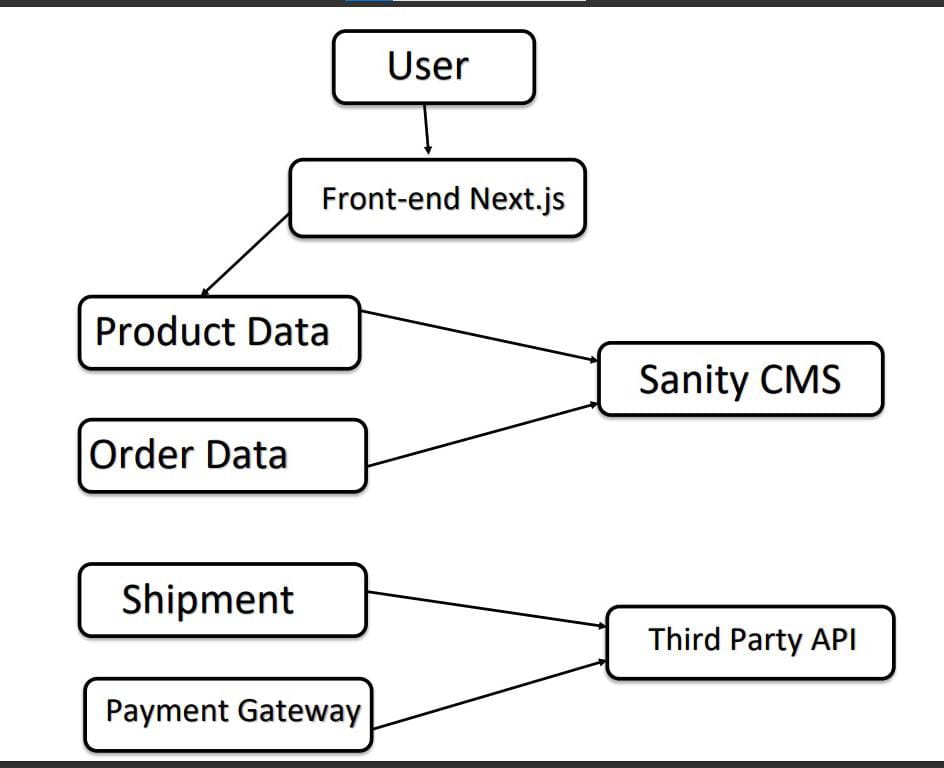 User
Front-end Next.js
Product Data
Sanity CMS
Order Data
Shipment
Third Party API
Payment Gateway